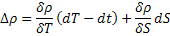 Δρ = δρ/δT (dT − dt) + δρ/δS dS